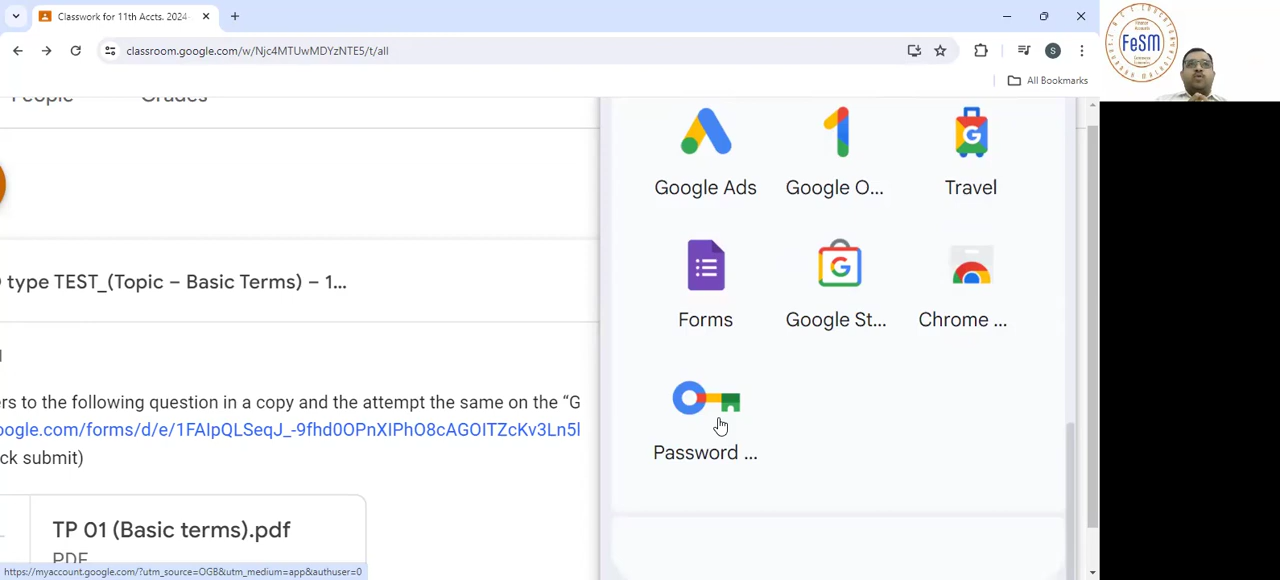 Classwork for 11th Accts. 2024
classroom.google.com/w/Njc4MTUwMDYzNTE5/t/all
S
All Bookmarks
FeSM
People
Grades
Google Ads
Google O...
Travel
type TEST_(Topic – Basic Terms) – 1...
Forms
Google St...
Chrome ...
ers to the following question in a copy and the attempt the same on the “G
oogle.com/forms/d/e/1FAIpQLSeqJ_-9fhd0OPnXIPhO8cAGOITZcKv3Ln5l
ck submit)
Password ...
TP 01 (Basic terms).pdf
PDF
https://myaccount.google.com/?utm_source=OGB&utm_medium=app&authuser=0